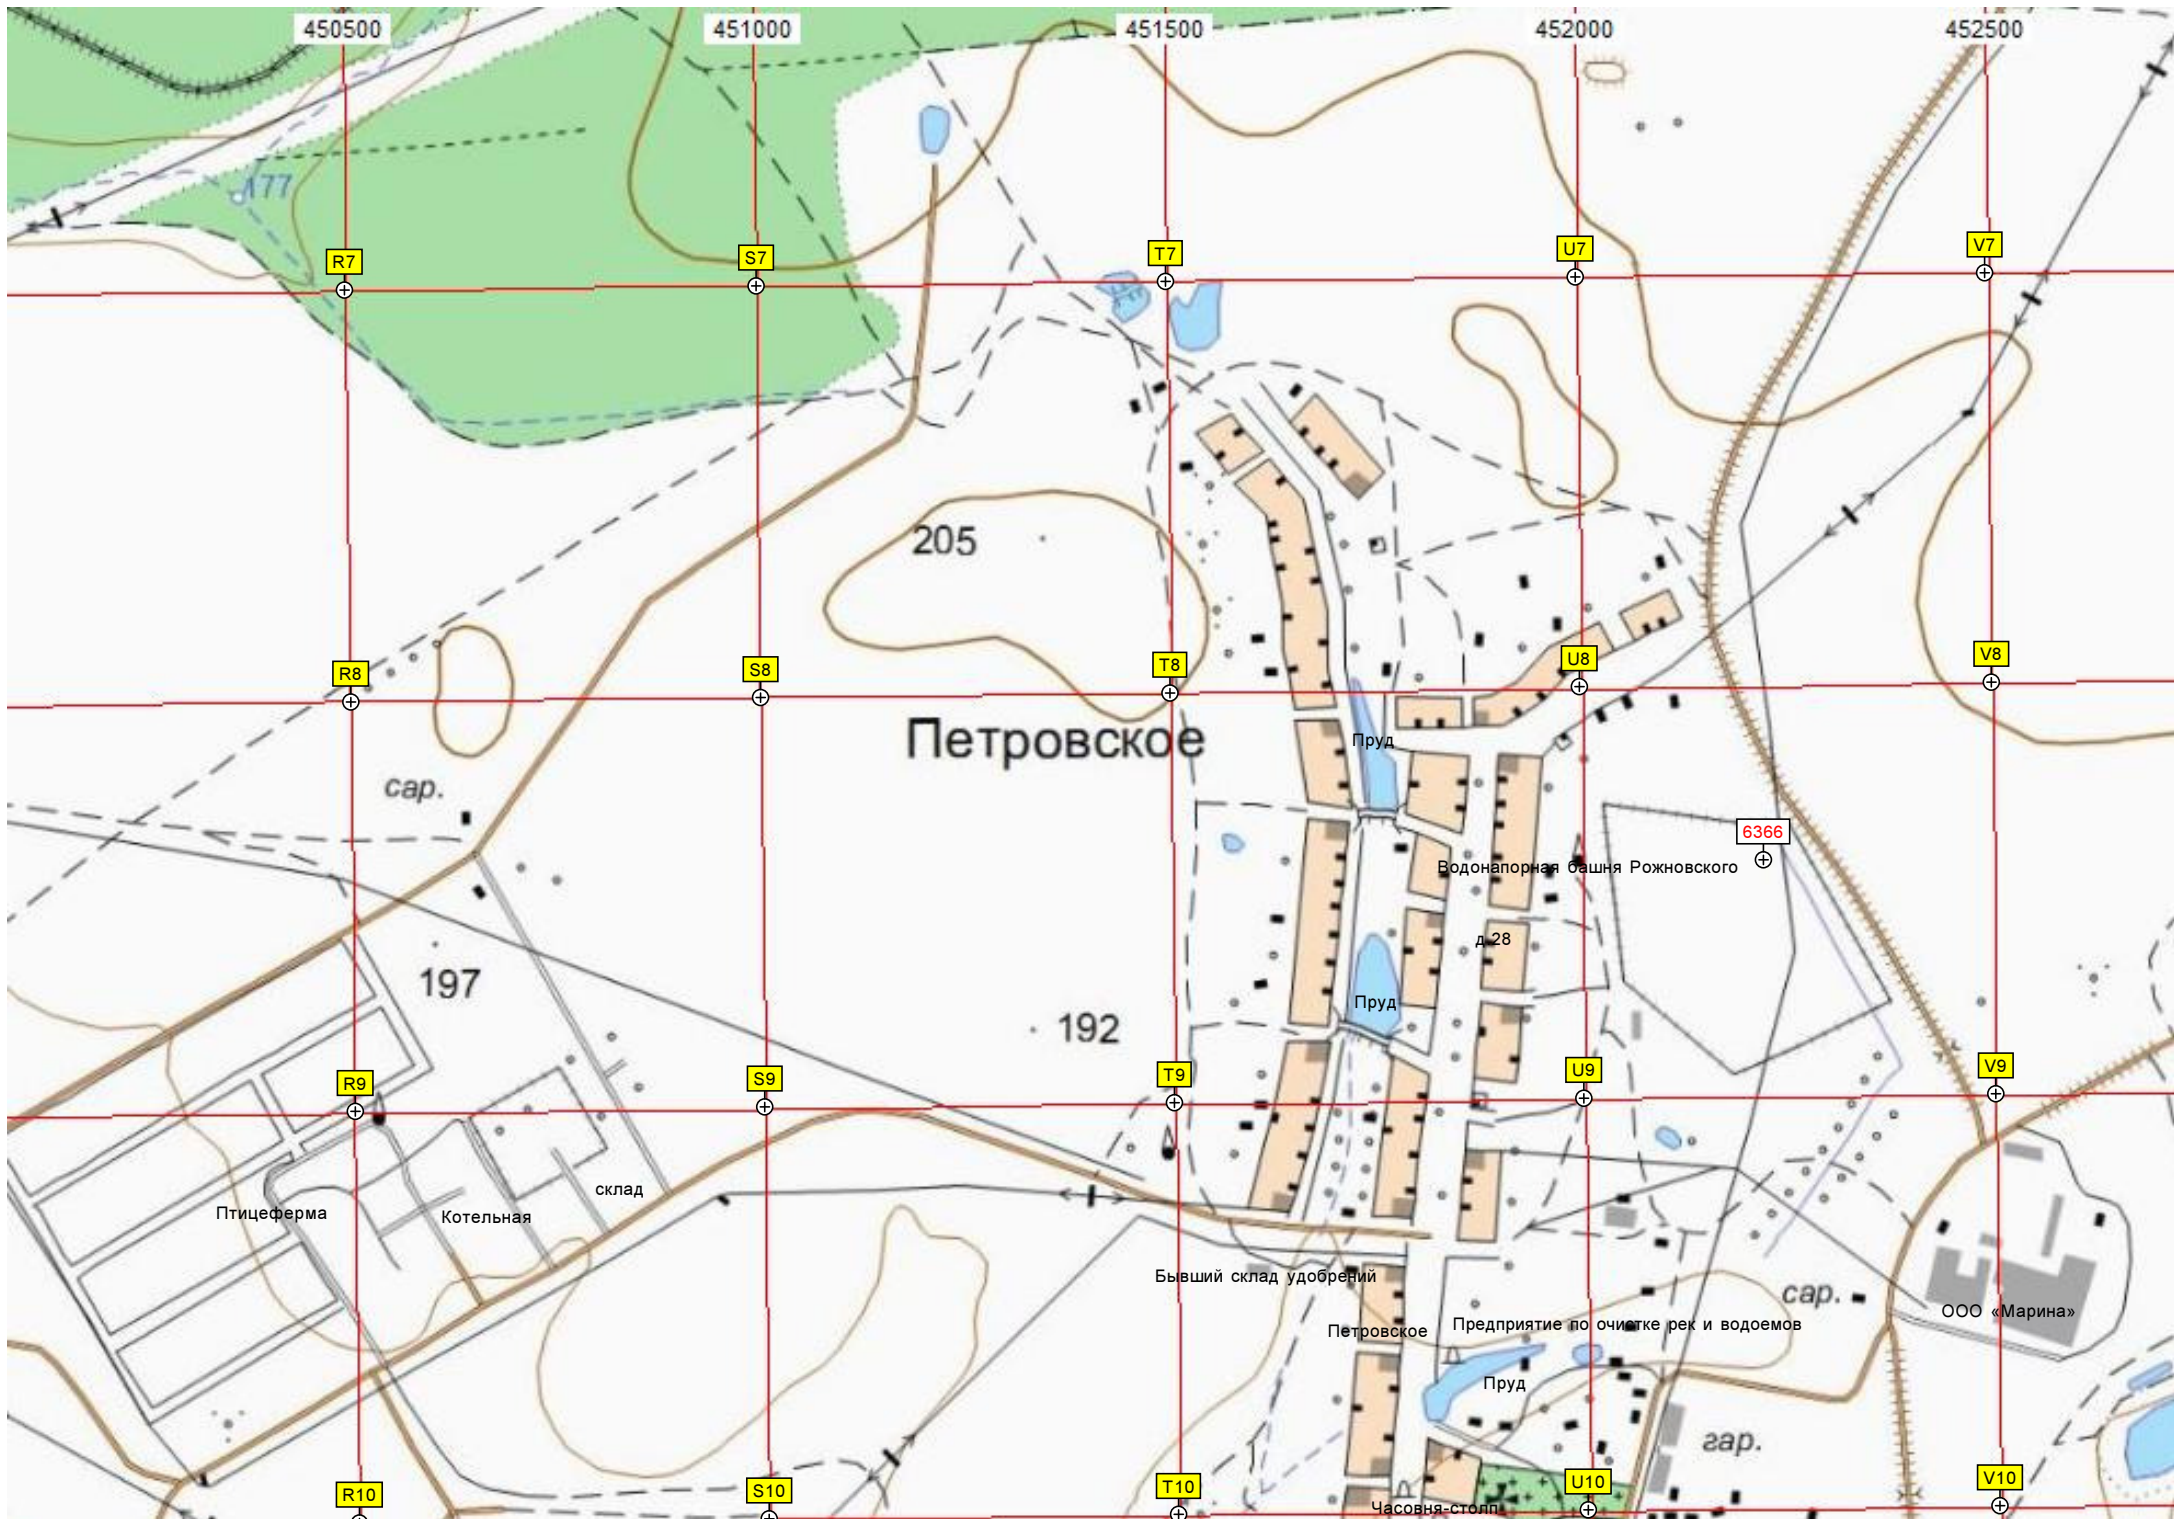 450500 451000 451500 452000 452500
177
R7 S7 T7 U7 V7
205
R8 S8 T8 U8 V8
Петровское
Пруд
сар.
6366
Водонапорная башня Рожновского
д.28
197
Пруд
192
R9 S9 T9 U9 V9
склад
Птицеферма
Котельная
Бывший склад удобрений
сар.
ООО «Марина»
Петровское
Предприятие по очистке рек и водоемов
Пруд
гар.
R10 S10 T10 U10 V10
Часовня-столп